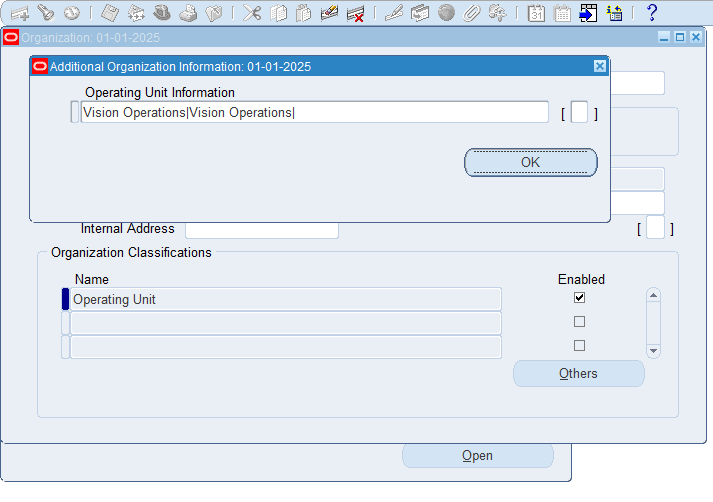 31
Organization: 01-01-2025
Additional Organization Information: 01-01-2025
Operating Unit Information
Vision Operations|Vision Operations|
[ ]
OK
Internal Address
[ ]
Organization Classifications
Name
Enabled
Operating Unit
Others
Open